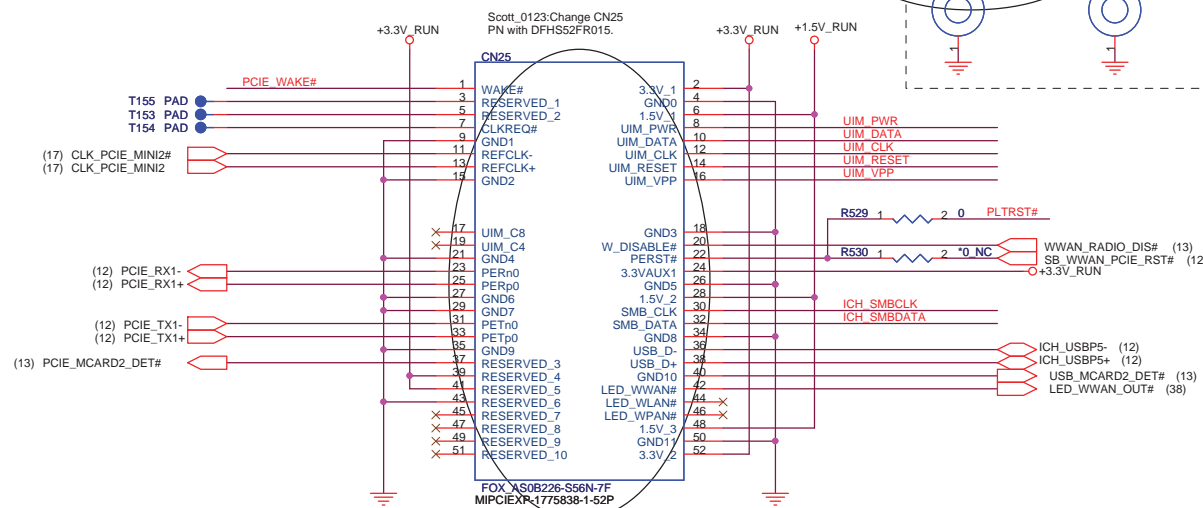 Scott_0123:Change CN25
PN with DFHS52FR015.
+3.3V_RUN
+3.3V_RUN
+1.5V_RUN
CN25
1
1
PCIE_WAKE#
T155 PAD
T153 PAD
T154 PAD
(17) CLK_PCIE_MINI2#
(17) CLK_PCIE_MINI2
(12) PCIE_RX1-
(12) PCIE_RX1+
(12) PCIE_TX1-
(12) PCIE_TX1+
(13) PCIE_MCARD2_DET#
1 WAKE#
3 RESERVED_1
5 RESERVED_2
7 CLKREQ#
9 GND1
11 REFCLK-
13 REFCLK+
15 GND2
17 UIM_C8
19 UIM_C4
21 GND4
23 PERn0
25 PERp0
27 GND6
29 GND7
31 PETn0
33 PETp0
35 GND9
37 RESERVED_3
39 RESERVED_4
41 RESERVED_5
43 RESERVED_6
45 RESERVED_7
47 RESERVED_8
49 RESERVED_9
51 RESERVED_10
3.3V_1 2
GND0 4
1.5V_1 6
UIM_PWR 8 UIM_PWR
UIM_DATA 10 UIM_DATA
UIM_CLK 12 UIM_CLK
UIM_RESET 14 UIM_RESET
UIM_VPP 16 UIM_VPP
GND3 18
W_DISABLE# 20
PERST# 22
3.3VAUX1 24
GND5 26
1.5V_2 28
SMB_CLK 30 ICH_SMBCLK
SMB_DATA 32 ICH_SMBDATA
GND8 34
USB_D- 36
USB_D+ 38
GND10 40
LED_WWAN# 42
LED_WLAN# 44
LED_WPAN# 46
1.5V_3 48
GND11 50
3.3V_2 52
R529 1 2 0 PLTRST#
WWAN_RADIO_DIS# (13)
R530 1 2 *0_NC SB_WWAN_PCIE_RST# (12
+3.3V_RUN
ICH_USBP5- (12)
ICH_USBP5+ (12)
USB_MCARD2_DET# (13)
LED_WWAN_OUT# (38)
FOX_AS0B226-S56N-7F
MIPCIEXP-1775838-1-52P